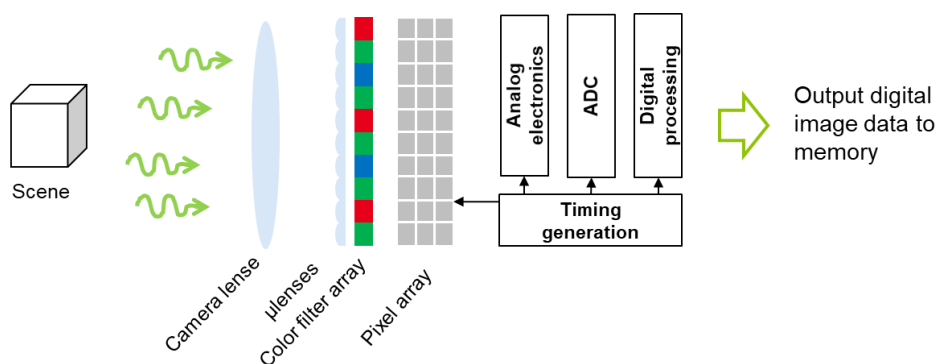 Scene
Camera lense
µlenses
Color filter array
Pixel array
Analog
electronics
ADC
Digital
processing
Timing
generation
Output digital
image data to
memory